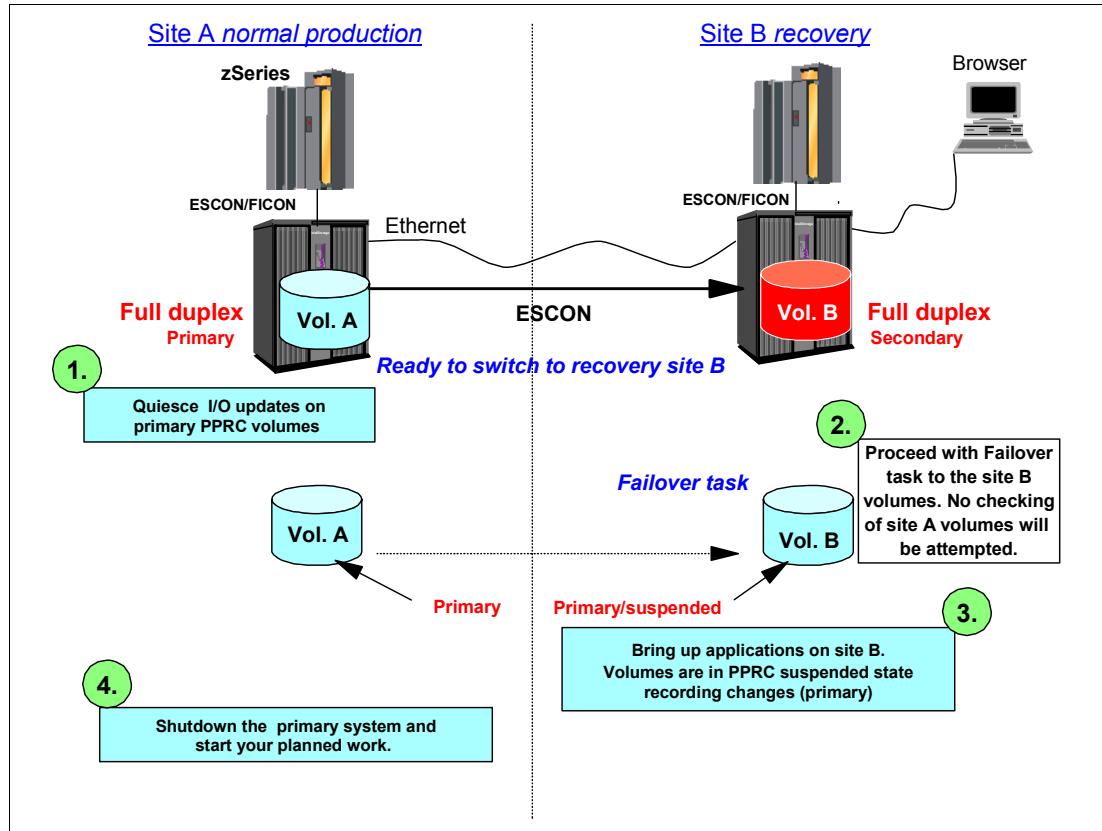 Site A normal production
Site B recovery
zSeries
Browser
ESCON/FICON
ESCON/FICON
Ethernet
Full duplex
Primary
Vol. A
ESCON
Vol. B
Full duplex
Secondary
Ready to switch to recovery site B
1.
Quiesce I/O updates on
primary PPRC volumes
2.
Proceed with Failover
task to the site B
volumes. No checking
of site A volumes will
be attempted.
Failover task
Vol. A
Vol. B
Primary
Primary/suspended
3.
Bring up applications on site B.
Volumes are in PPRC suspended state
recording changes (primary)
4.
Shutdown the primary system and
start your planned work.